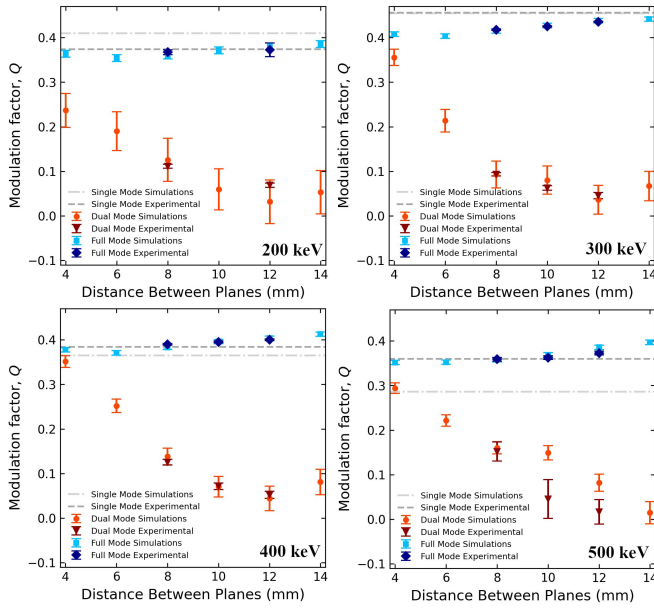 Modulation factor, Q
0.4
0.3
0.2
0.1
0.0
−0.1
Single Mode Simulations
Single Mode Experimental
Dual Mode Simulations
Dual Mode Experimental
Full Mode Simulations
Full Mode Experimental
200 keV
4 6 8 10 12 14
Distance Between Planes (mm)
Modulation factor, Q
0.4
0.3
0.2
0.1
0.0
−0.1
Single Mode Simulations
Single Mode Experimental
Dual Mode Simulations
Dual Mode Experimental
Full Mode Simulations
Full Mode Experimental
300 keV
4 6 8 10 12 14
Distance Between Planes (mm)
Modulation factor, Q
0.4
0.3
0.2
0.1
0.0
−0.1
Single Mode Simulations
Single Mode Experimental
Dual Mode Simulations
Dual Mode Experimental
Full Mode Simulations
Full Mode Experimental
400 keV
4 6 8 10 12 14
Distance Between Planes (mm)
Modulation factor, Q
0.4
0.3
0.2
0.1
0.0
−0.1
Single Mode Simulations
Single Mode Experimental
Dual Mode Simulations
Dual Mode Experimental
Full Mode Simulations
Full Mode Experimental
500 keV
4 6 8 10 12 14
Distance Between Planes (mm)